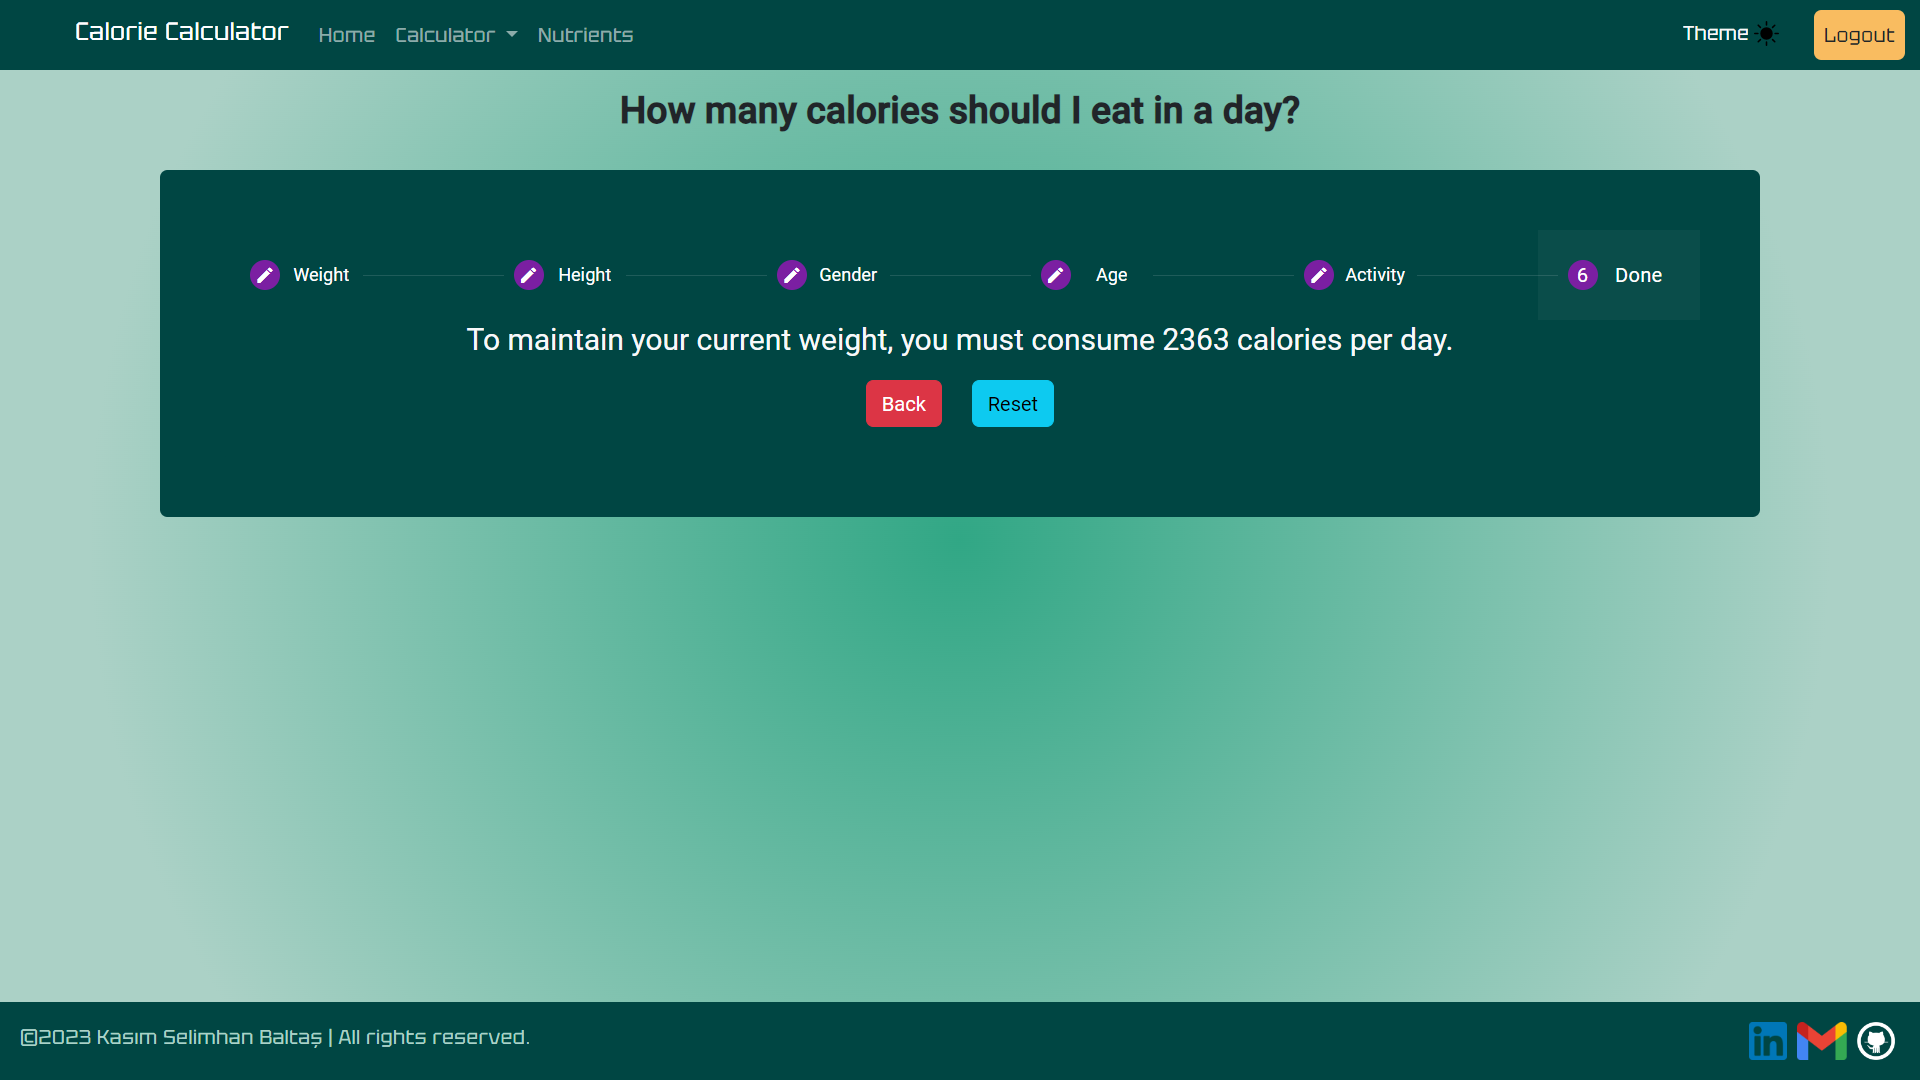 Calorie Calculator Home Calculator Nutrients Theme Logout
How many calories should I eat in a day?
Weight Height Gender Age Activity 6 Done
To maintain your current weight, you must consume 2363 calories per day.
Back Reset
©2023 Kasım Selimhan Baltaş | All rights reserved. in